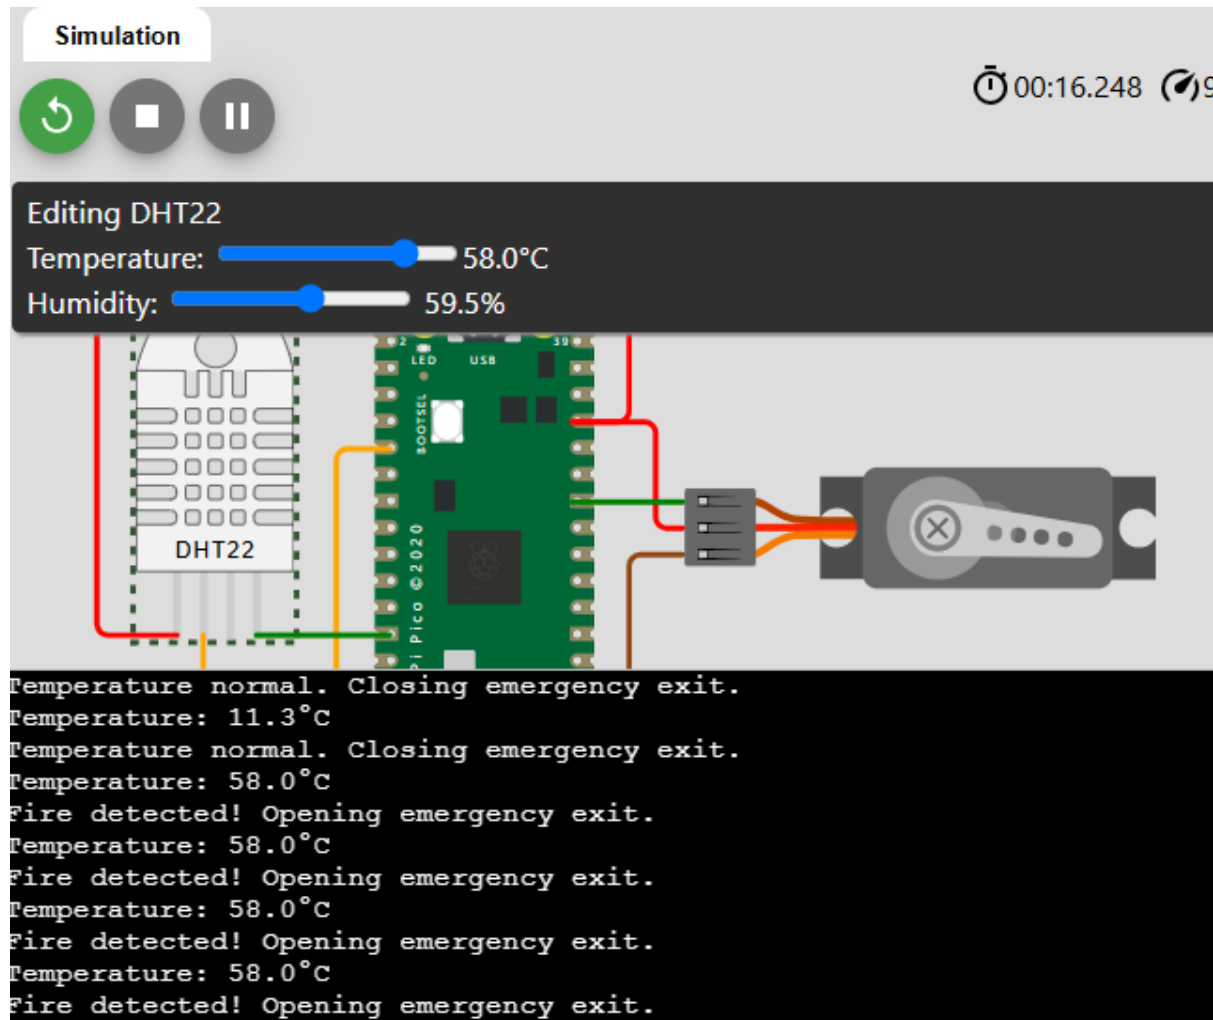 Simulation
00:16.248 9
Editing DHT22
Temperature: 58.0°C
Humidity: 59.5%
2 39
LED USB
BOOTSEL
DHT22
Pi Pico ©2020
Temperature normal. Closing emergency exit.
Temperature: 11.3°C
Temperature normal. Closing emergency exit.
Temperature: 58.0°C
Fire detected! Opening emergency exit.
Temperature: 58.0°C
Fire detected! Opening emergency exit.
Temperature: 58.0°C
Fire detected! Opening emergency exit.
Temperature: 58.0°C
Fire detected! Opening emergency exit.